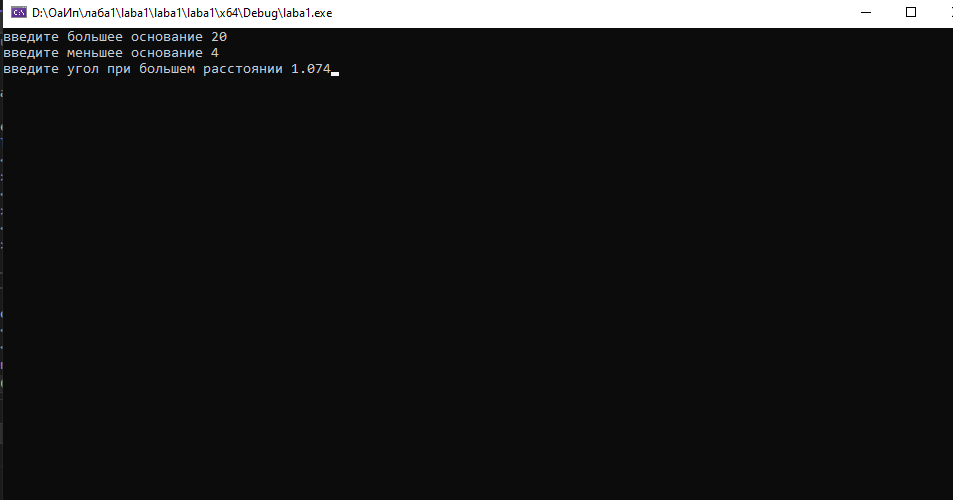 D:\ОаИп\лаба1\laba1\laba1\laba1\x64\Debug\laba1.exe
введите большее основание 20
введите меньшее основание 4
введите угол при большем расстоянии 1.074